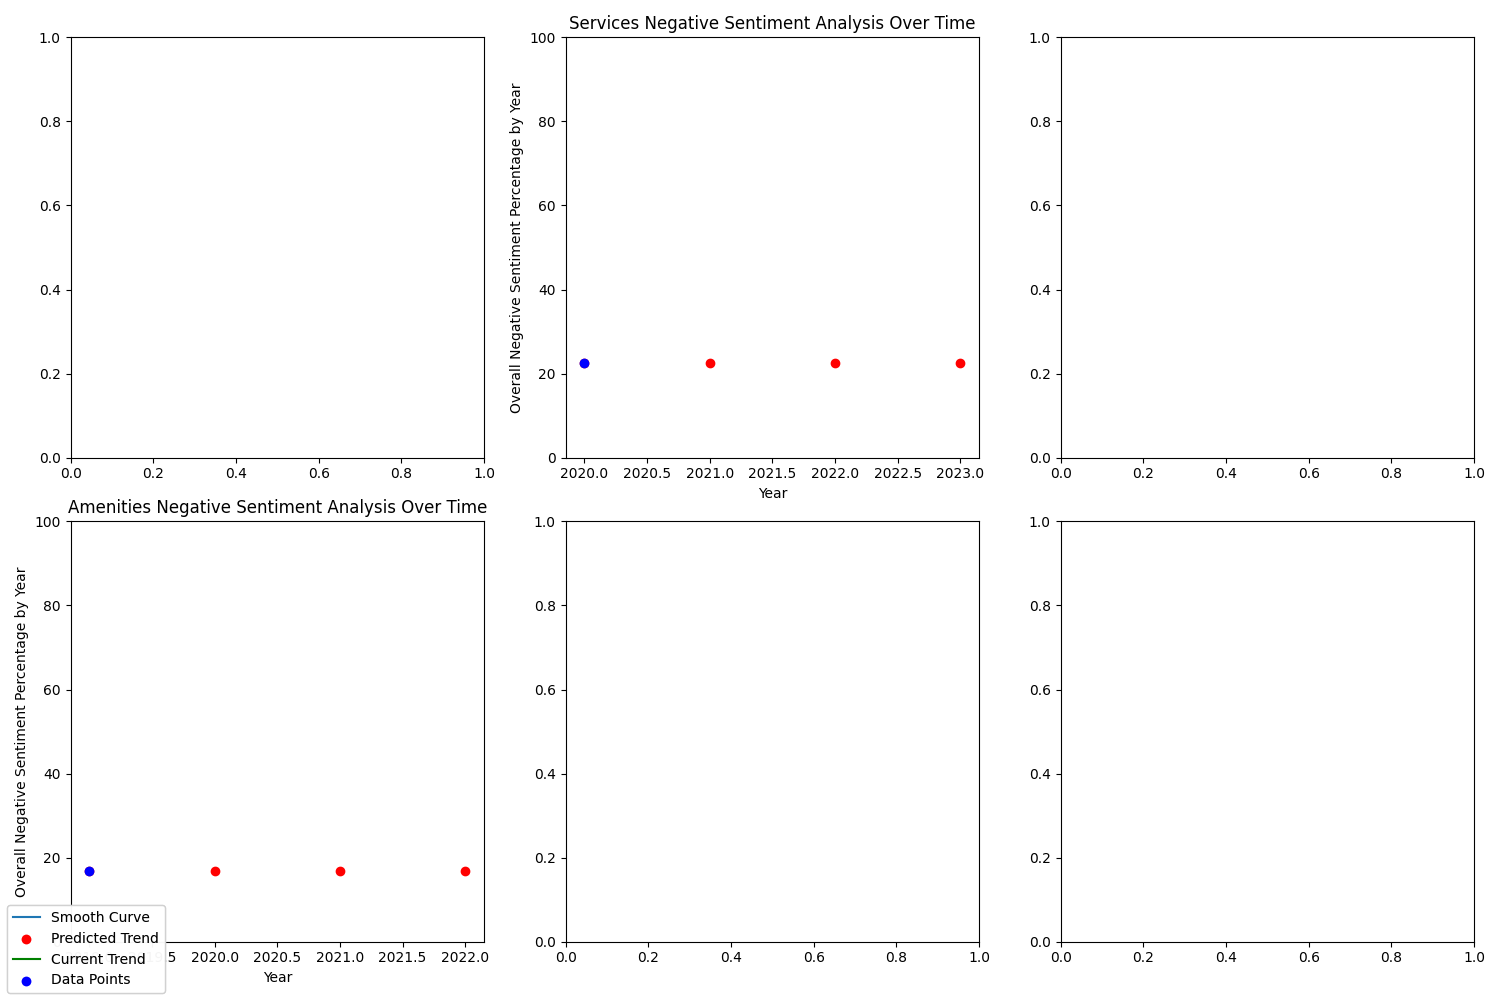 Services Negative Sentiment Analysis Over Time
1.0
0.8
0.6
0.4
0.2
0.0
0.0 0.2 0.4 0.6 0.8 1.0
Overall Negative Sentiment Percentage by Year
100
80
60
40
20
0
2020.0 2020.5 2021.0 2021.5 2022.0 2022.5 2023.0
Year
1.0
0.8
0.6
0.4
0.2
0.0
0.0 0.2 0.4 0.6 0.8 1.0
Amenities Negative Sentiment Analysis Over Time
Overall Negative Sentiment Percentage by Year
100
80
60
40
20
2020.0 2020.5 2021.0 2021.5 2022.0
Year
Smooth Curve
Predicted Trend
Current Trend
Data Points
1.0
0.8
0.6
0.4
0.2
0.0
0.0 0.2 0.4 0.6 0.8 1.0
1.0
0.8
0.6
0.4
0.2
0.0
0.0 0.2 0.4 0.6 0.8 1.0